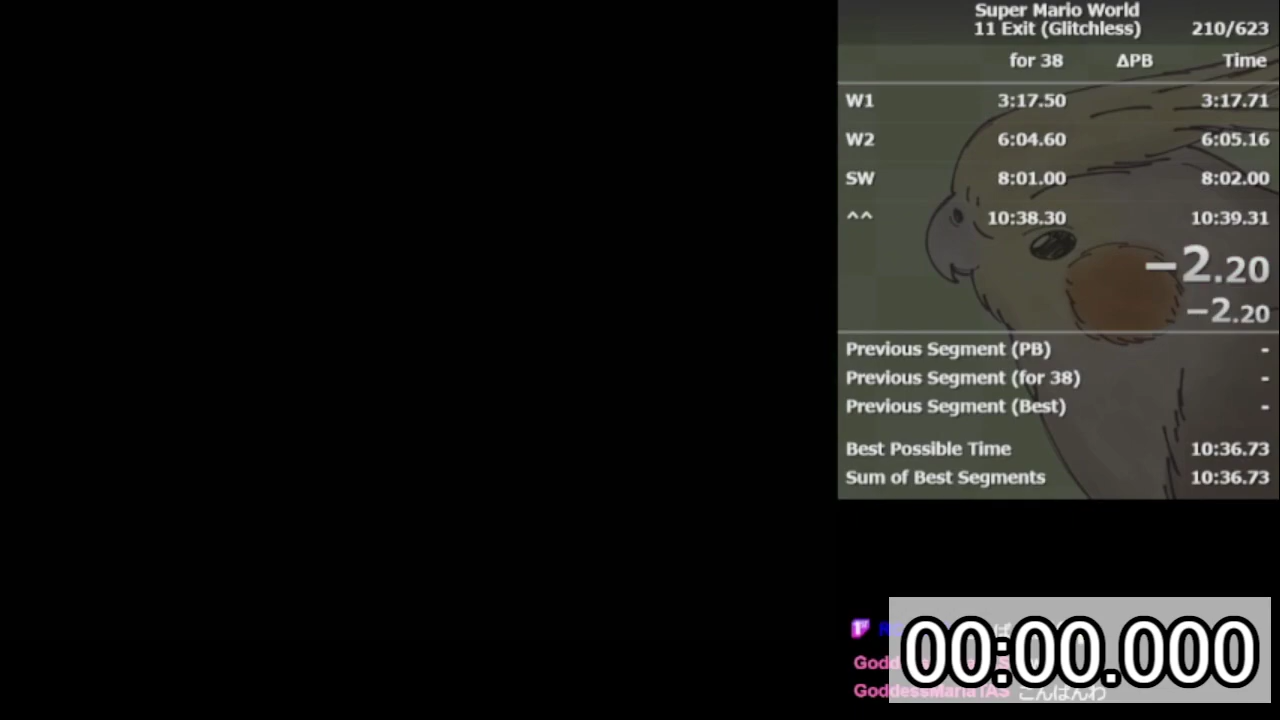 Super Mario World
11 Exit (Glitchless) 210/623
for 38 ΔPB Time
W1 3:17.50 3:17.71
W2 6:04.60 6:05.16
SW 8:01.00 8:02.00
^^ 10:38.30 10:39.31
−2.20
−2.20
Previous Segment (PB) -
Previous Segment (for 38) -
Previous Segment (Best) -
Best Possible Time 10:36.73
Sum of Best Segments 10:36.73
00:00.000
GoddessMariaTAS こんばんわ